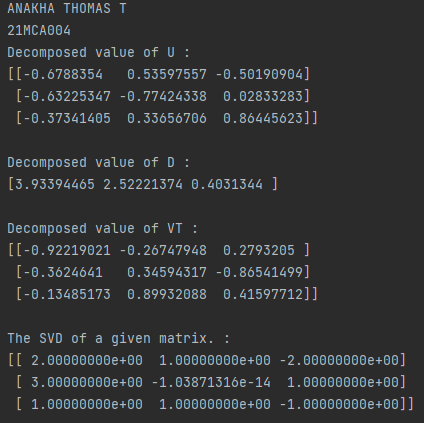 ANAKHA THOMAS T
21MCA004
Decomposed value of U :
[[-0.6788354   0.53597557 -0.50190904]
 [-0.63225347 -0.77424338  0.02833283]
 [-0.37341405  0.33656706  0.86445623]]

Decomposed value of D :
[3.93394465 2.52221374 0.4031344 ]

Decomposed value of VT :
[[-0.92219021 -0.26747948  0.2793205 ]
 [-0.3624641   0.34594317 -0.86541499]
 [-0.13485173  0.89932088  0.41597712]]

The SVD of a given matrix. :
[[ 2.00000000e+00  1.00000000e+00 -2.00000000e+00]
 [ 3.00000000e+00 -1.03871316e-14  1.00000000e+00]
 [ 1.00000000e+00  1.00000000e+00 -1.00000000e+00]]